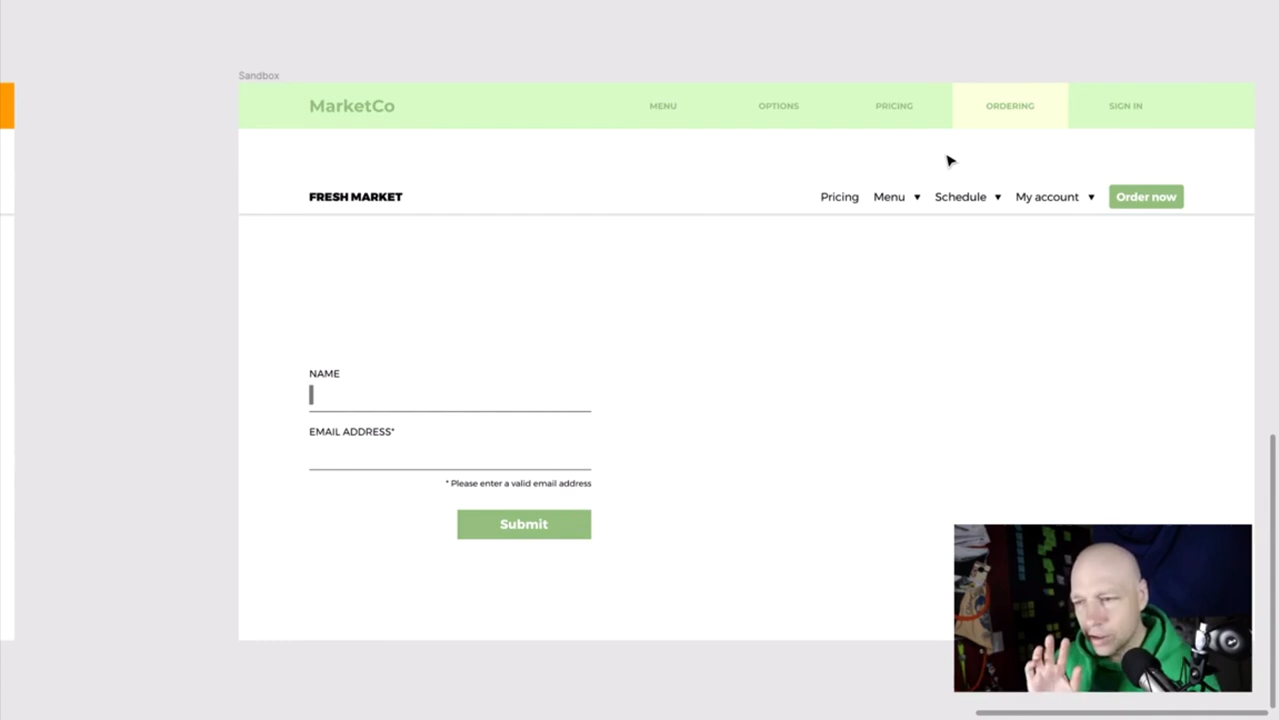 Sandbox
MarketCo MENU OPTIONS PRICING ORDERING SIGN IN
FRESH MARKET Pricing Menu ▼ Schedule ▼ My account ▼ Order now
NAME
EMAIL ADDRESS*
* Please enter a valid email address
Submit